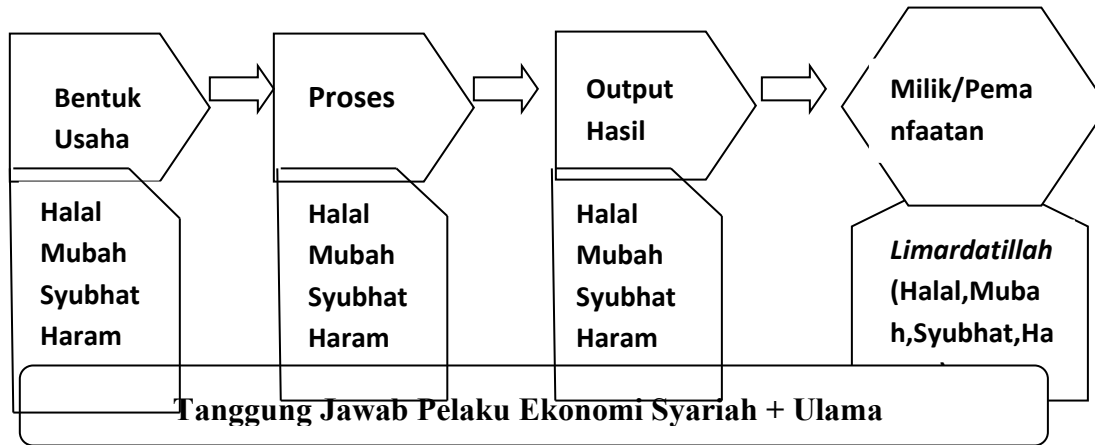 Bentuk
Usaha
Proses
Output
Hasil
Milik/Pema
nfaatan
Halal
Mubah
Syubhat
Haram
Halal
Mubah
Syubhat
Haram
Halal
Mubah
Syubhat
Haram
Limardatillah
(Halal,Muba
h,Syubhat,Ha
Tanggung Jawab Pelaku Ekonomi Syariah + Ulama